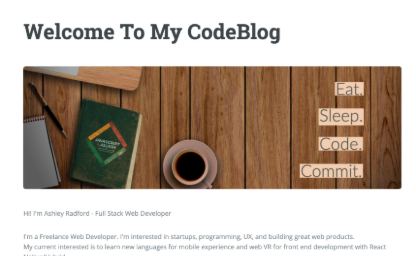 Welcome To My CodeBlog
Eat.
Sleep.
Code.
Commit.
Hi! I'm Ashley Radford - Full Stack Web Developer
I'm a Freelance Web Developer. I'm interested in startups, programming, UX, and building great web products.
My current interested is to learn new languages for mobile experience and web VR for front end development with React